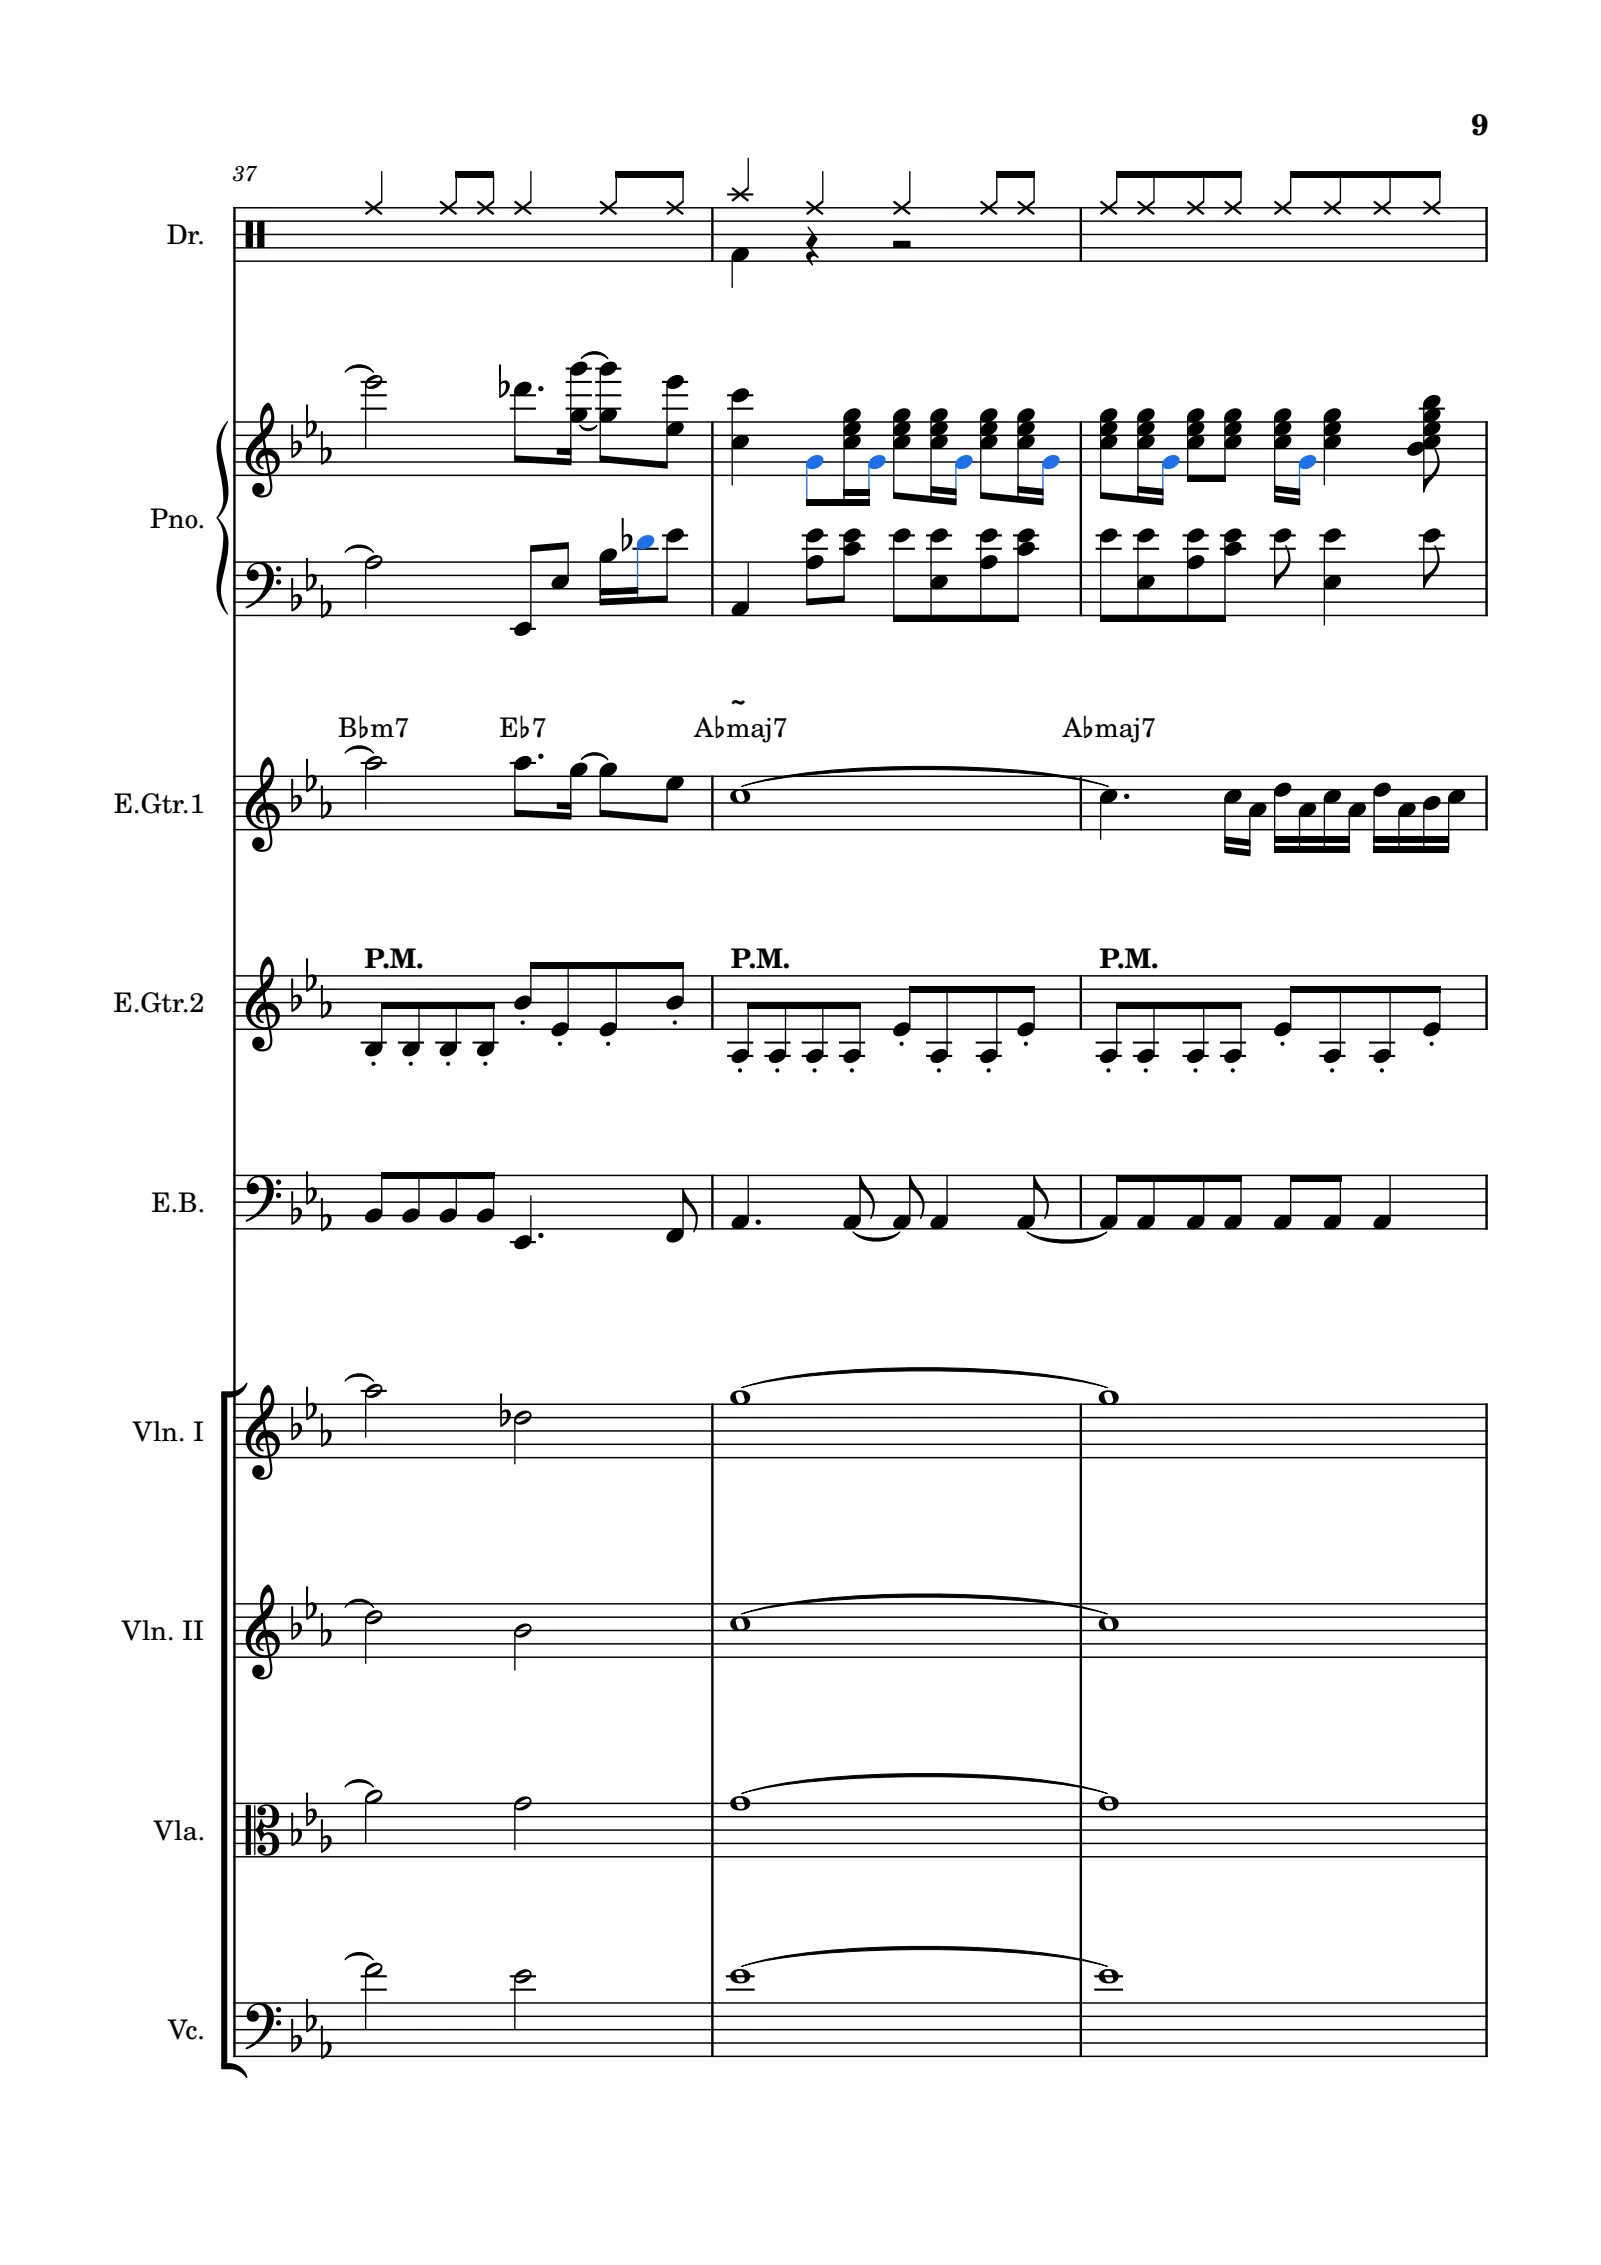 9
37
Dr.
Pno.
~
B♭m7 E♭7 A♭maj7 A♭maj7
E.Gtr.1
P.M. P.M. P.M.
E.Gtr.2
E.B.
Vln. I
Vln. II
Vla.
Vc.